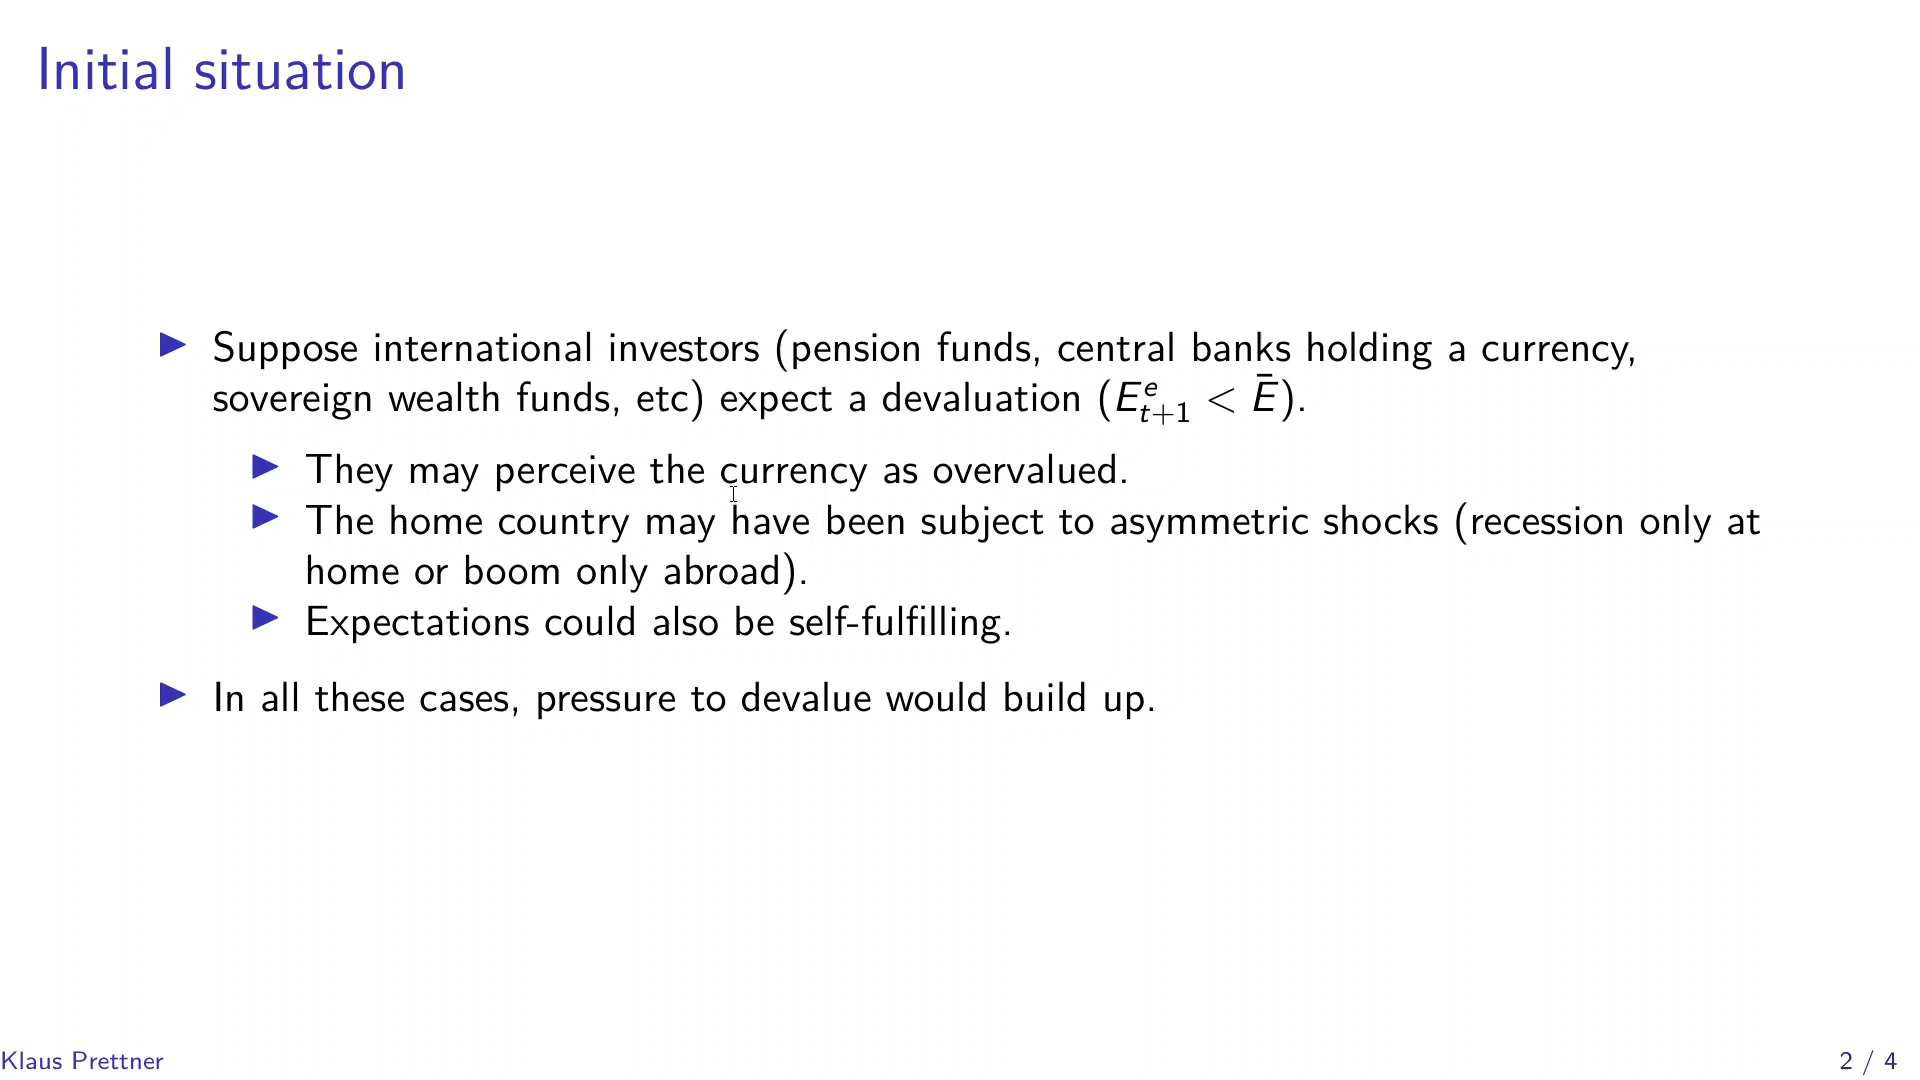 Initial situation
▶ Suppose international investors (pension funds, central banks holding a currency,
sovereign wealth funds, etc) expect a devaluation ($E^e_{t+1} < \bar{E}$).
▶ They may perceive the currency as overvalued.
▶ The home country may have been subject to asymmetric shocks (recession only at
home or boom only abroad).
▶ Expectations could also be self-fulfilling.
▶ In all these cases, pressure to devalue would build up.
Klaus Prettner
2 / 4